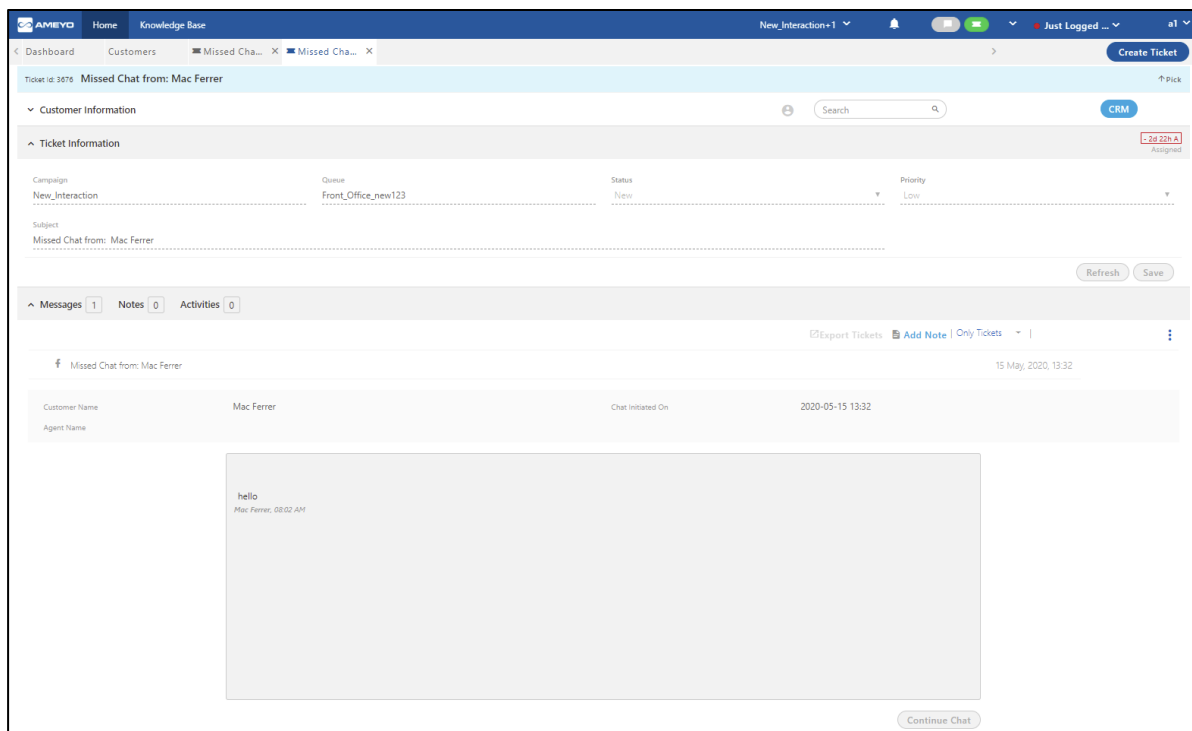 AMEYO Home Knowledge Base New_Interaction+1 Just Logged ... a1
Dashboard Customers Missed Cha... X Missed Cha... X Create Ticket
Ticket Id: 3676 Missed Chat from: Mac Ferrer Pick
Customer Information Search CRM
Ticket Information - 2d 22h A
Assigned
Campaign Queue Status Priority
New_Interaction Front_Office_new123 New Low
Subject
Missed Chat from: Mac Ferrer
Refresh Save
Messages 1 Notes 0 Activities 0
Export Tickets Add Note | Only Tickets |
f Missed Chat from: Mac Ferrer 15 May, 2020, 13:32
Customer Name Mac Ferrer Chat Initiated On 2020-05-15 13:32
Agent Name
hello
Mac Ferrer, 08:02 AM
Continue Chat